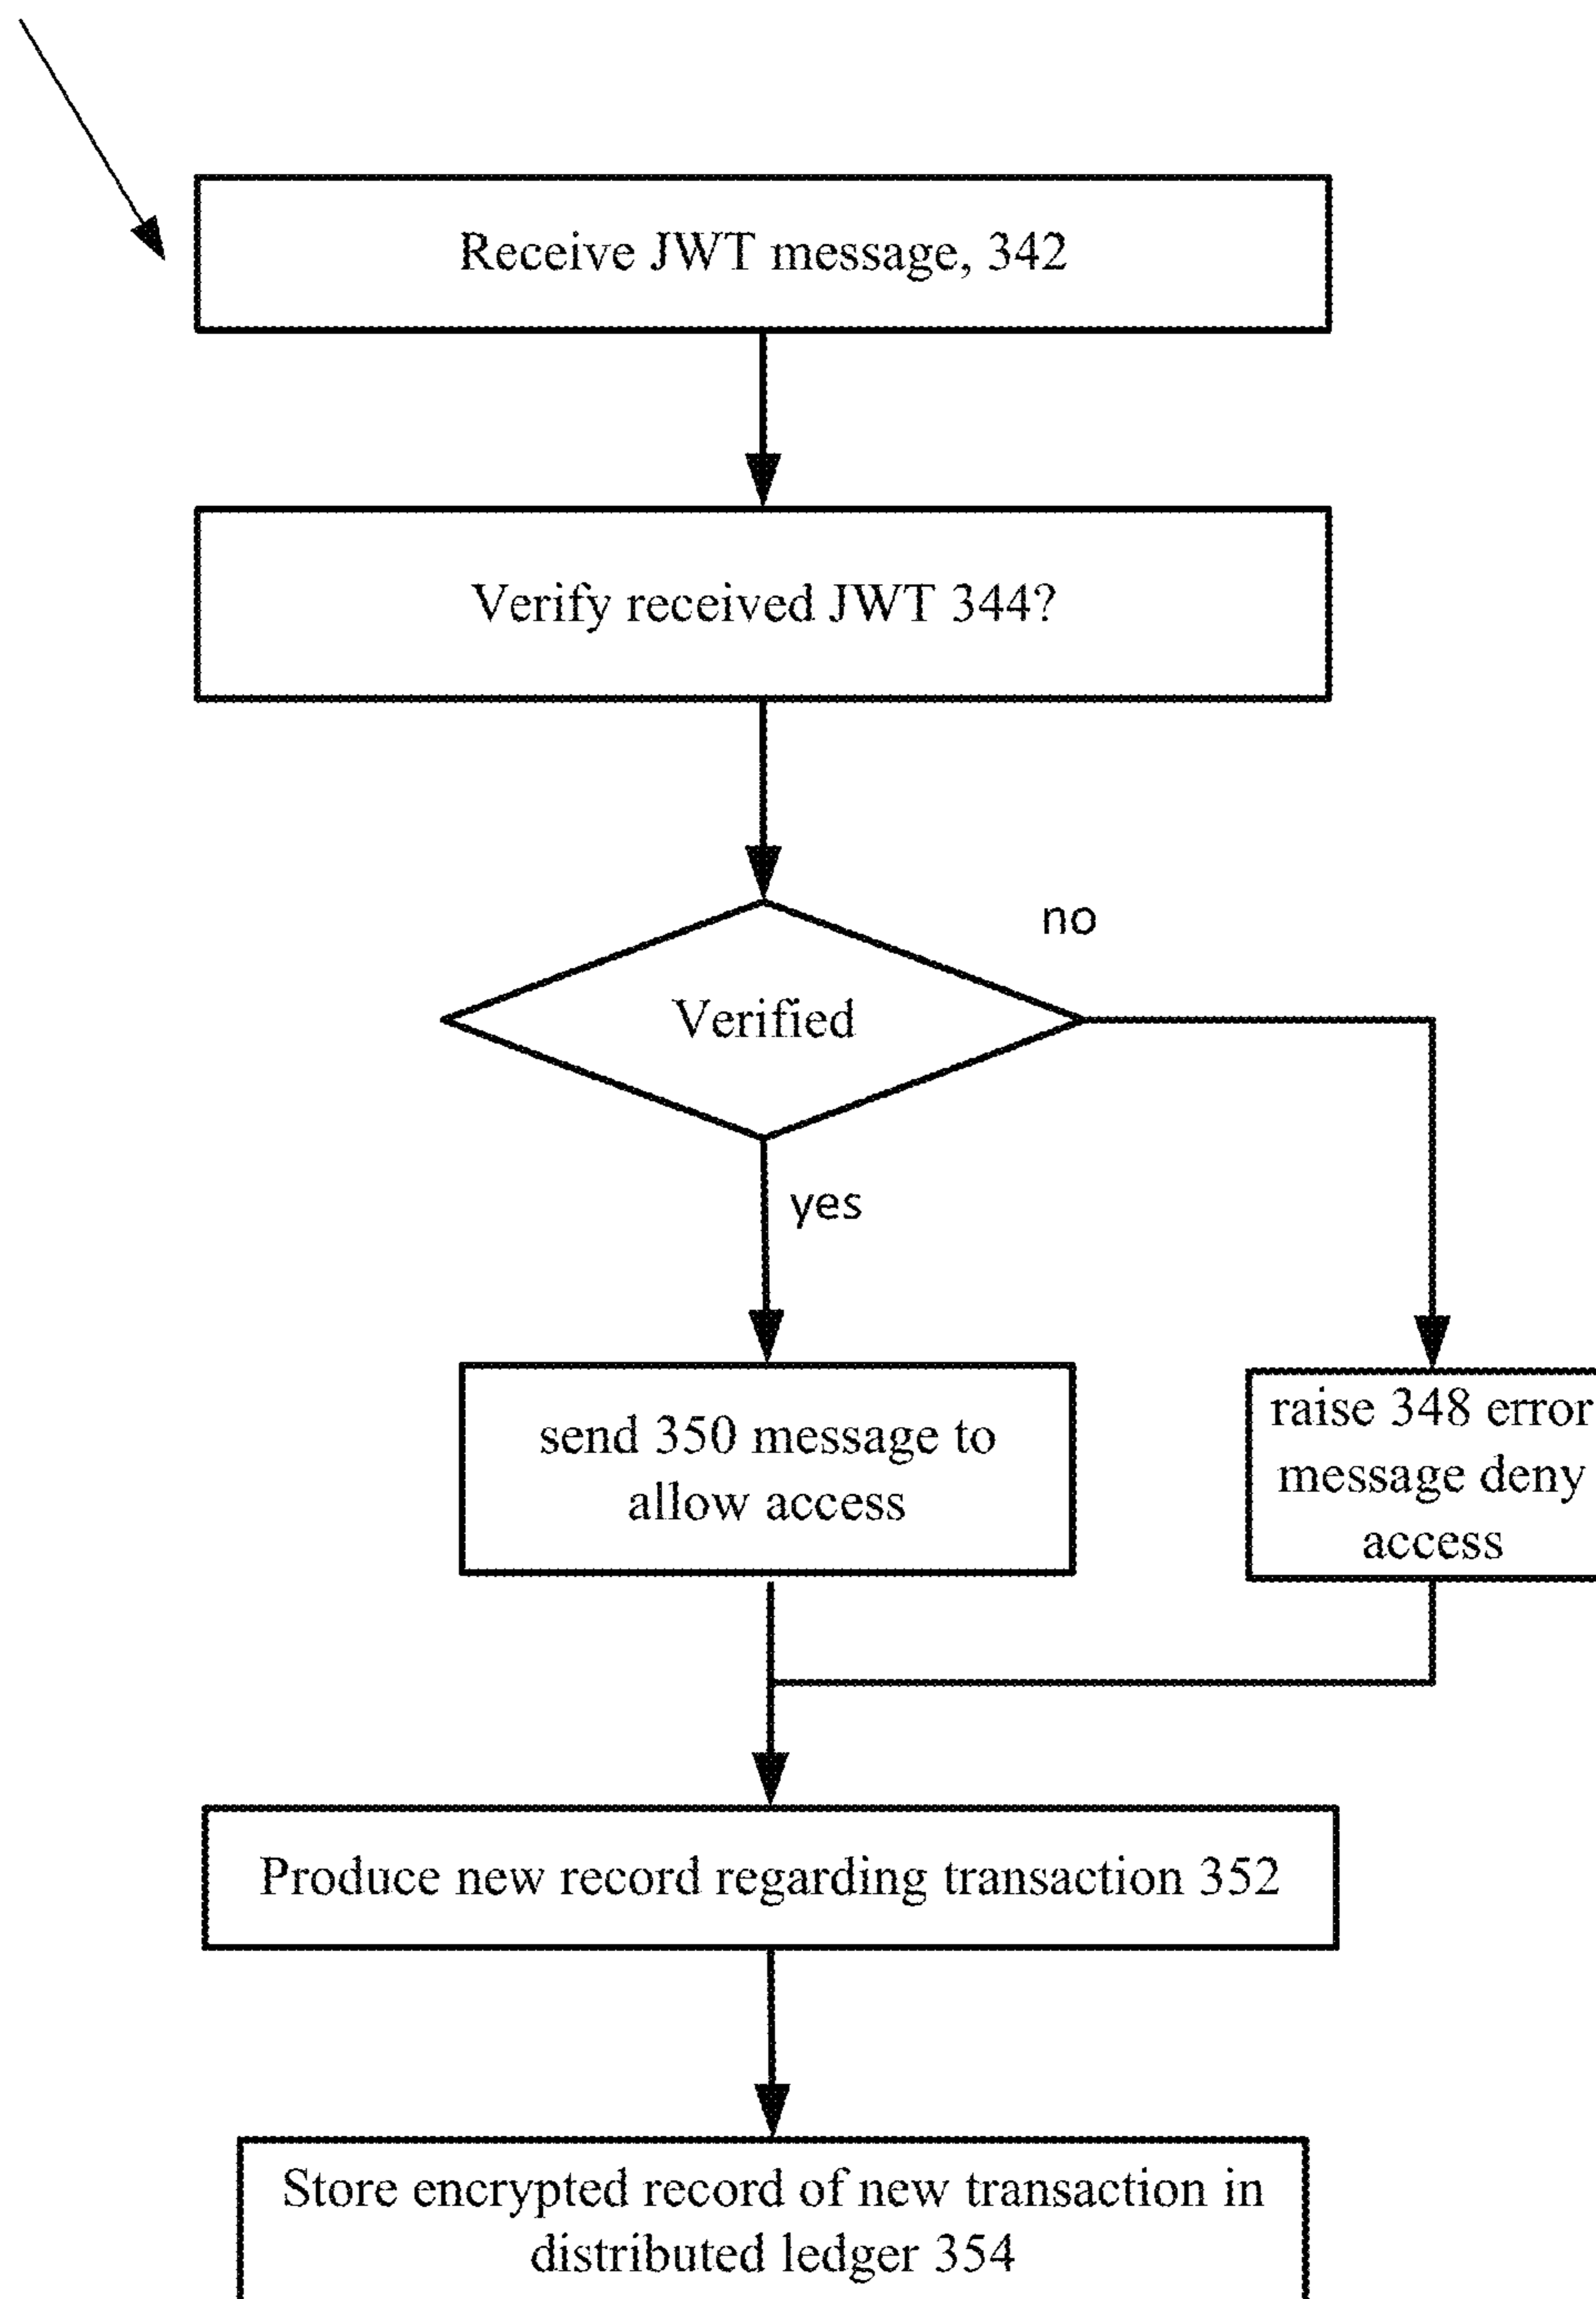 Receive JWT message, 342
Verify received JWT 344?
no
Verified
yes
send 350 message to
allow access
raise 348 error
message deny
access
Produce new record regarding transaction 352
Store encrypted record of new transaction in
distributed ledger 354